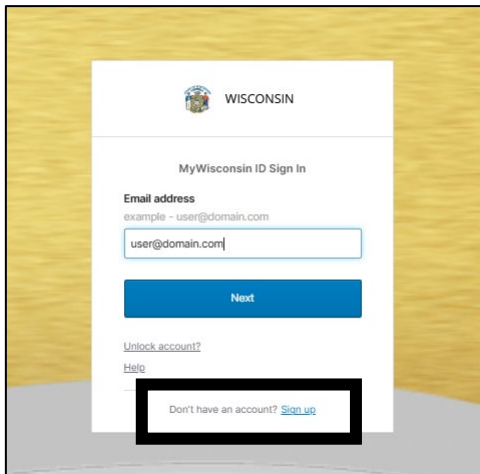 WISCONSIN
MyWisconsin ID Sign In
Email address
example - user@domain.com
user@domain.com
Next
Unlock account?
Help
Don't have an account? Sign up